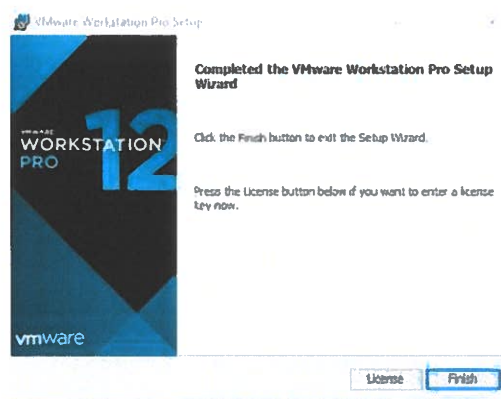 VMware Workstation Pro Setup
Completed the VMware Workstation Pro Setup
Wizard
Click the Finish button to exit the Setup Wizard.
Press the License button below if you want to enter a license
key now.
vmware
WORKSTATION
PRO
12
vmware
License
Finish